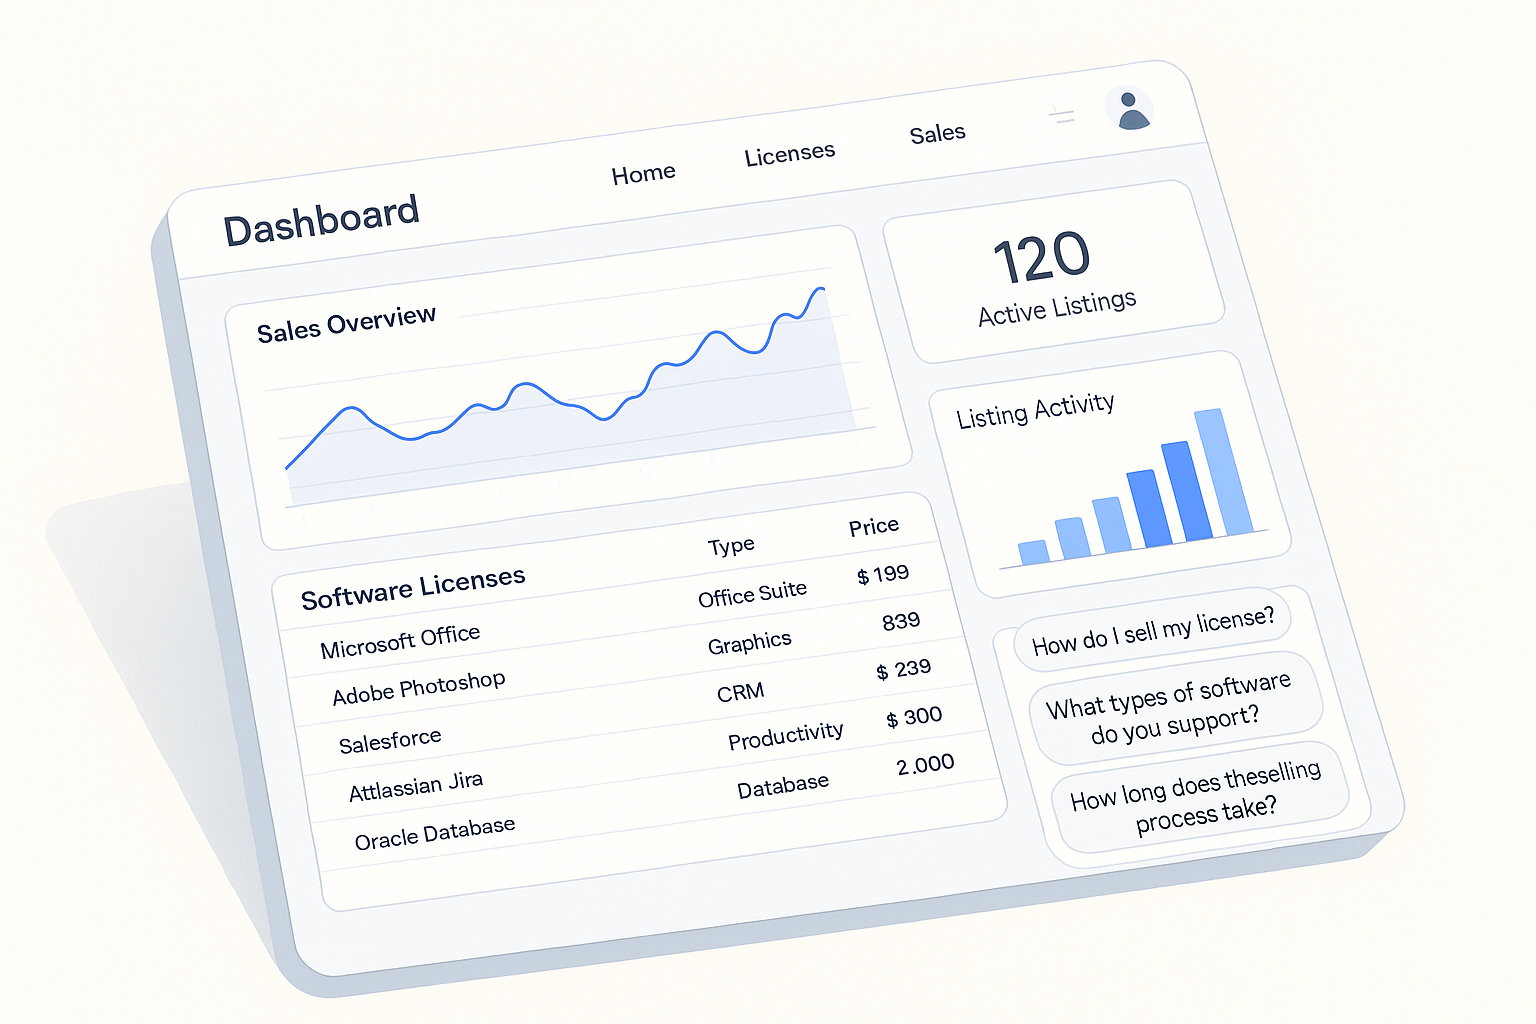 Dashboard
Home
Licenses
Sales
Sales Overview
120
Active Listings
Listing Activity
Software Licenses Type Price
Microsoft Office Office Suite $ 199
Adobe Photoshop Graphics 839
Salesforce CRM $ 239
Attlassian Jira Productivity $ 300
Oracle Database Database 2.000
How do I sell my license?
What types of software
do you support?
How long does theselling
process take?